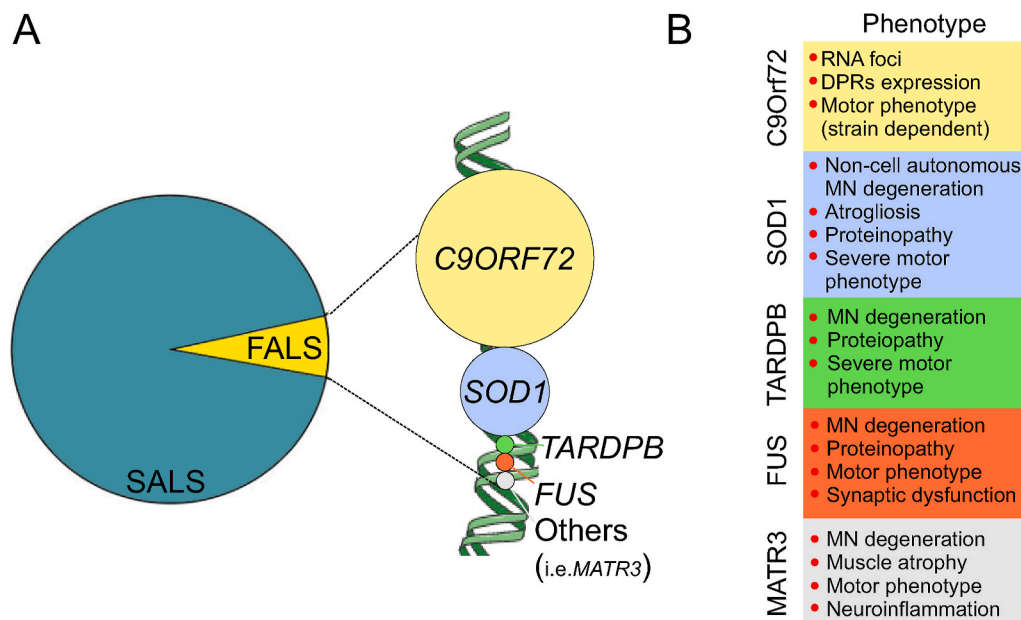 A
SALS
FALS
C9ORF72
SOD1
TARDPB
FUS
Others
(i.e.MATR3)
B
Phenotype
C9Orf72
RNA foci
DPRs expression
Motor phenotype
(strain dependent)
SOD1
Non-cell autonomous
MN degeneration
Atrogliosis
Proteinopathy
Severe motor
phenotype
TARDPB
MN degeneration
Proteiopathy
Severe motor
phenotype
FUS
MN degeneration
Proteinopathy
Motor phenotype
Synaptic dysfunction
MATR3
MN degeneration
Muscle atrophy
Motor phenotype
Neuroinflammation